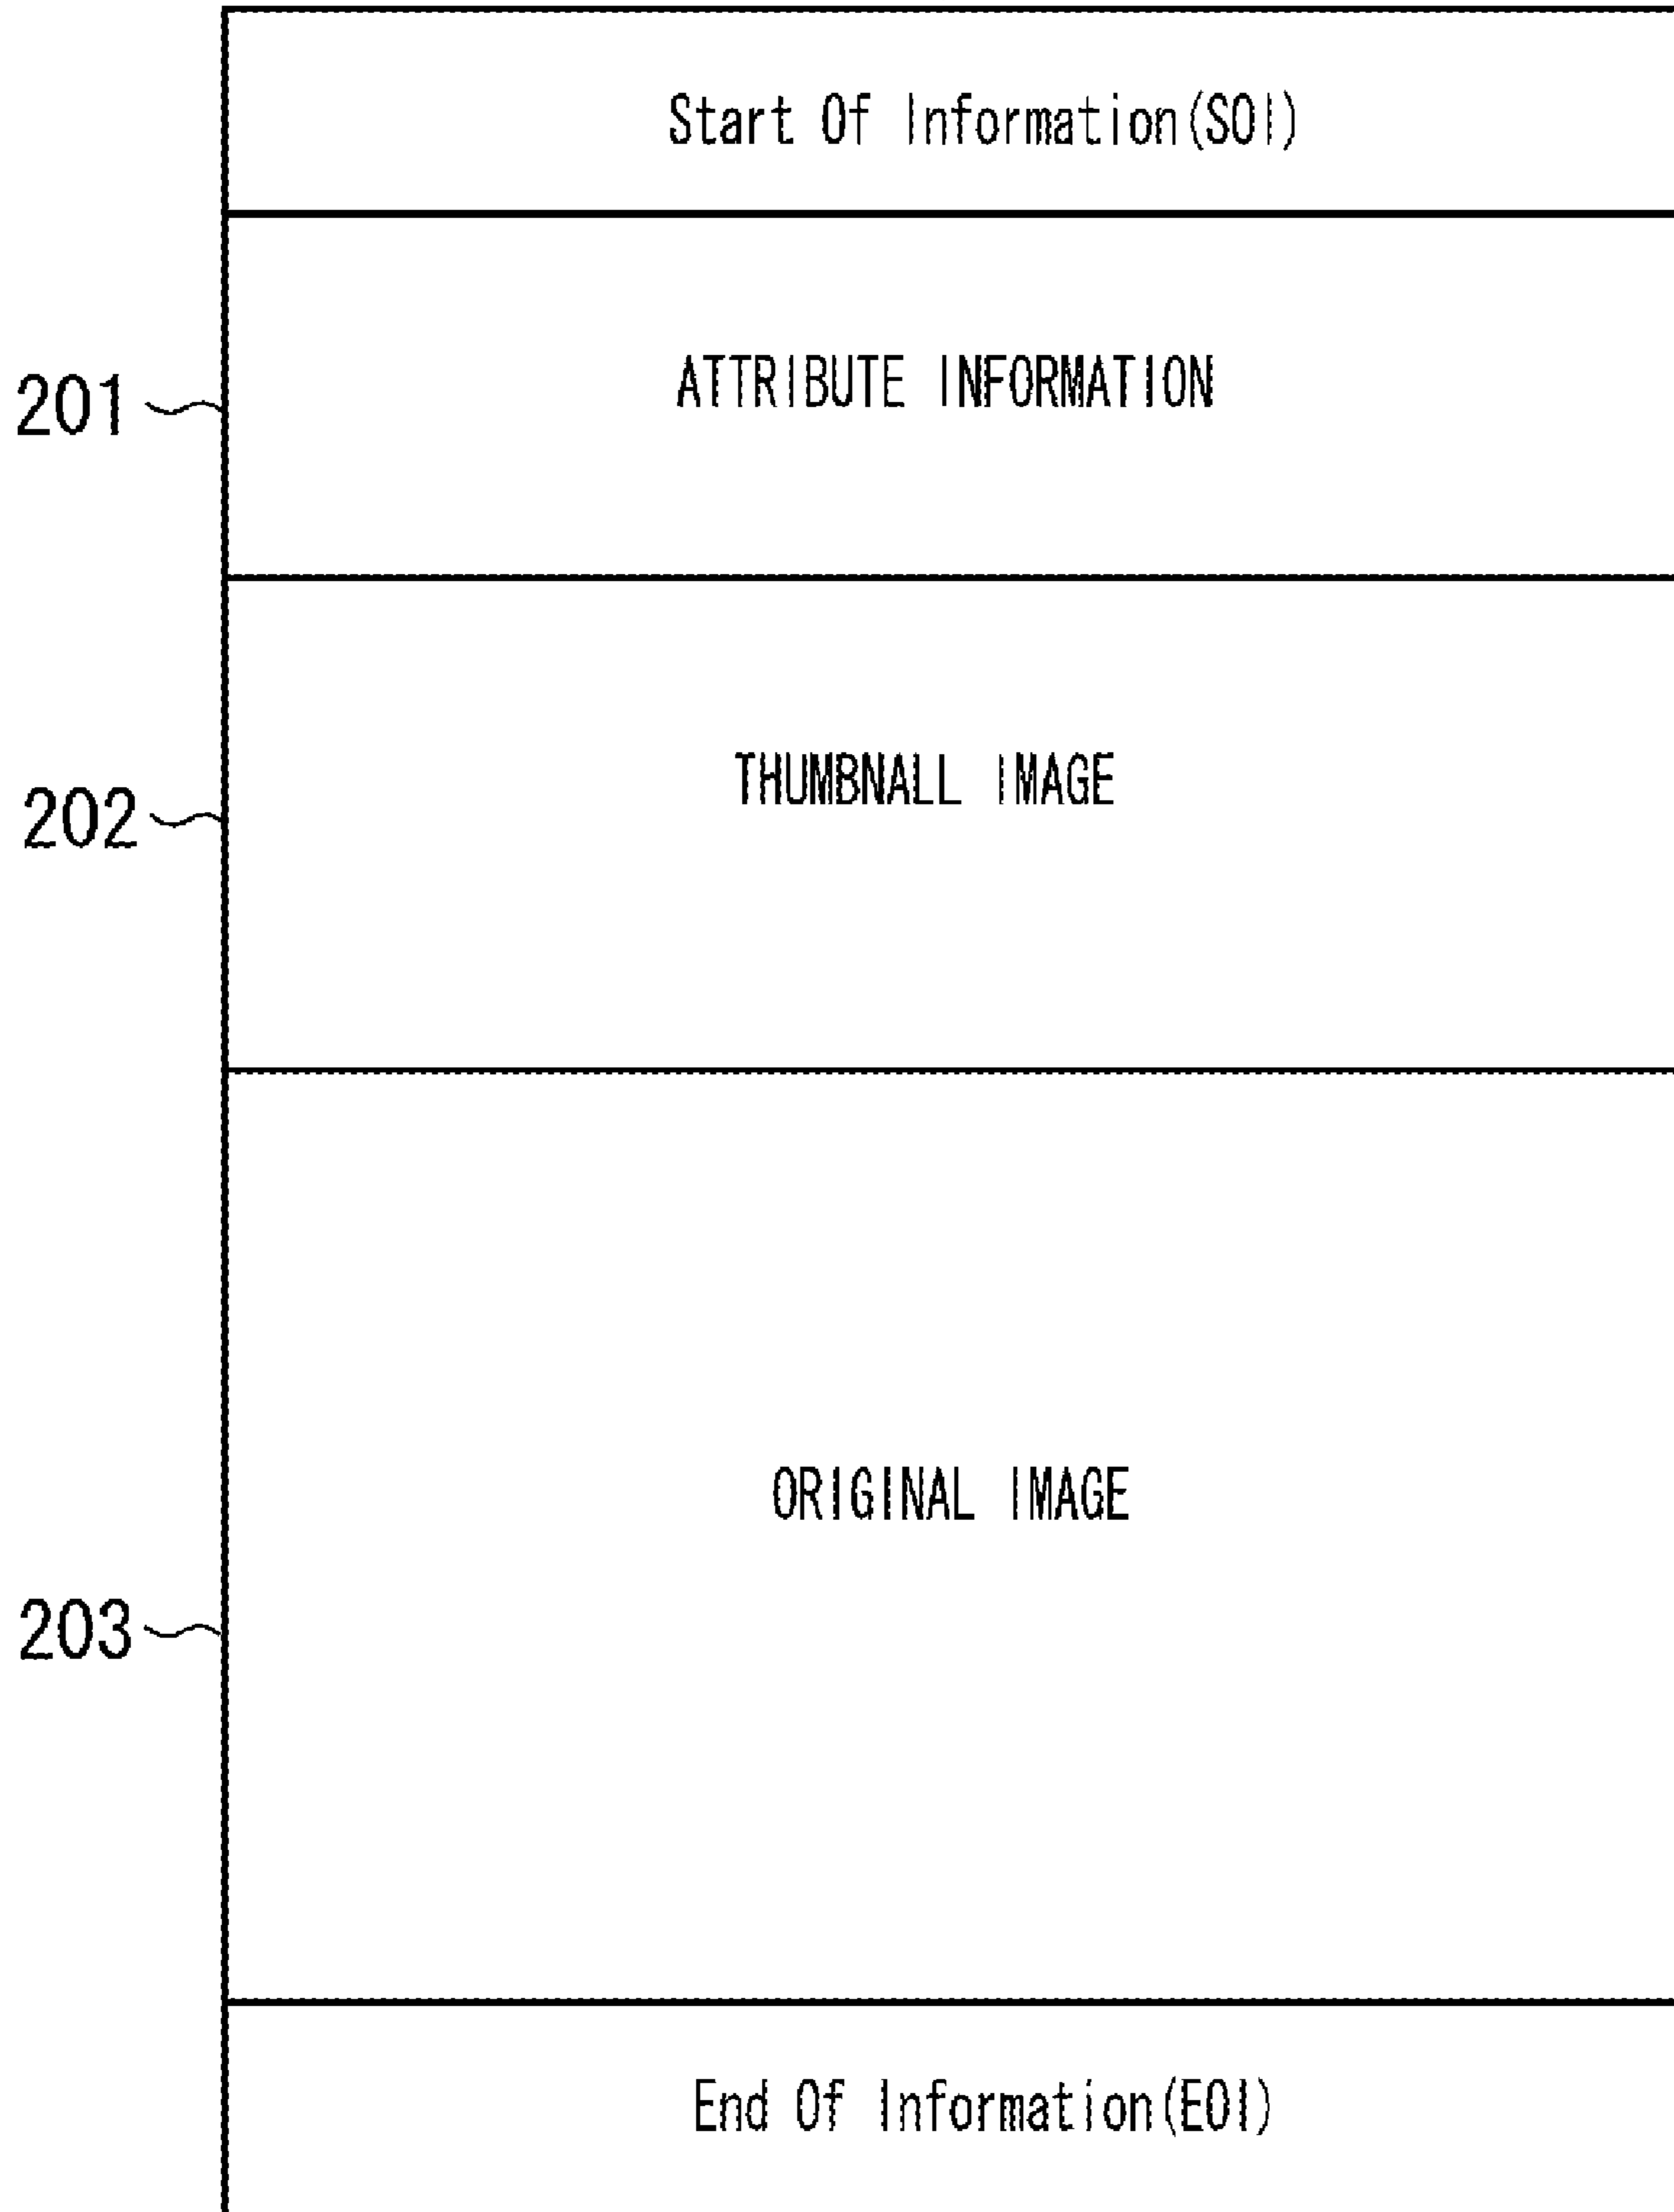 Start Of Information(SOI)
ATTRIBUTE INFORMATION
201
THUMBNALL IMAGE
202
ORIGINAL IMAGE
203
End Of Information(EOI)